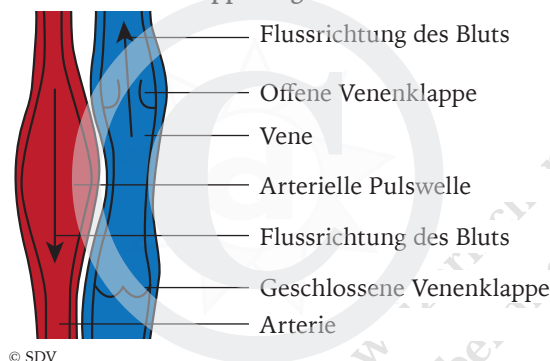 Flussrichtung des Bluts
Offene Venenklappe
Vene
Arterielle Pulswelle
Flussrichtung des Bluts
Geschlossene Venenklappe
Arterie
© SDV